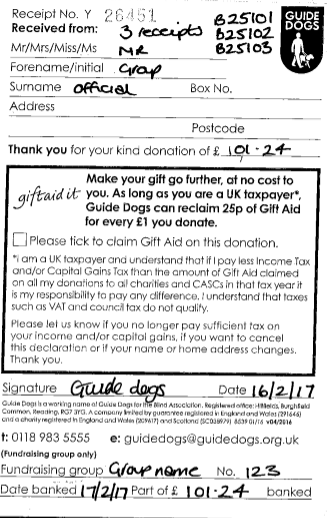 Receipt No. Y 26451 B25101
Received from: 3 receipts B25102
Mr/Mrs/Miss/Ms MR B25103
GUIDE DOGS
Forename/initial Group
Surname official Box No.
Address
Postcode
Thank you for your kind donation of £ 101-24
giftaid it
Make your gift go further, at no cost to
you. As long as you are a UK taxpayer*,
Guide Dogs can reclaim 25p of Gift Aid
for every £1 you donate.
Please tick to claim Gift Aid on this donation.
*I am a UK taxpayer and understand that if I pay less Income Tax
and/or Capital Gains Tax than the amount of Gift Aid claimed
on all my donations to all charities and CASCs in that tax year it
is my responsibility to pay any difference. I understand that taxes
such as VAT and council tax do not qualify.
Please let us know if you no longer pay sufficient tax on
your income and/or capital gains, if you want to cancel
this declaration or if your name or home address changes.
Thank you.
Signature Guide dogs Date 16/2/17
Guide Dogs is a working name of Guide Dogs for the Blind Association. Registered office: Hillfields, Burghfield
Common, Reading, RG7 3YG. A company limited by guarantee registered in England and Wales (291646)
and a charity registered in England and Wales (209617) and Scotland (SC038979) 8539 01/16 v04/2016
t: 0118 983 5555 e: guidedogs@guidedogs.org.uk
(Fundraising group only)
Fundraising group Group name No. 123
Date banked 17/2/17 Part of £ 101-24 banked